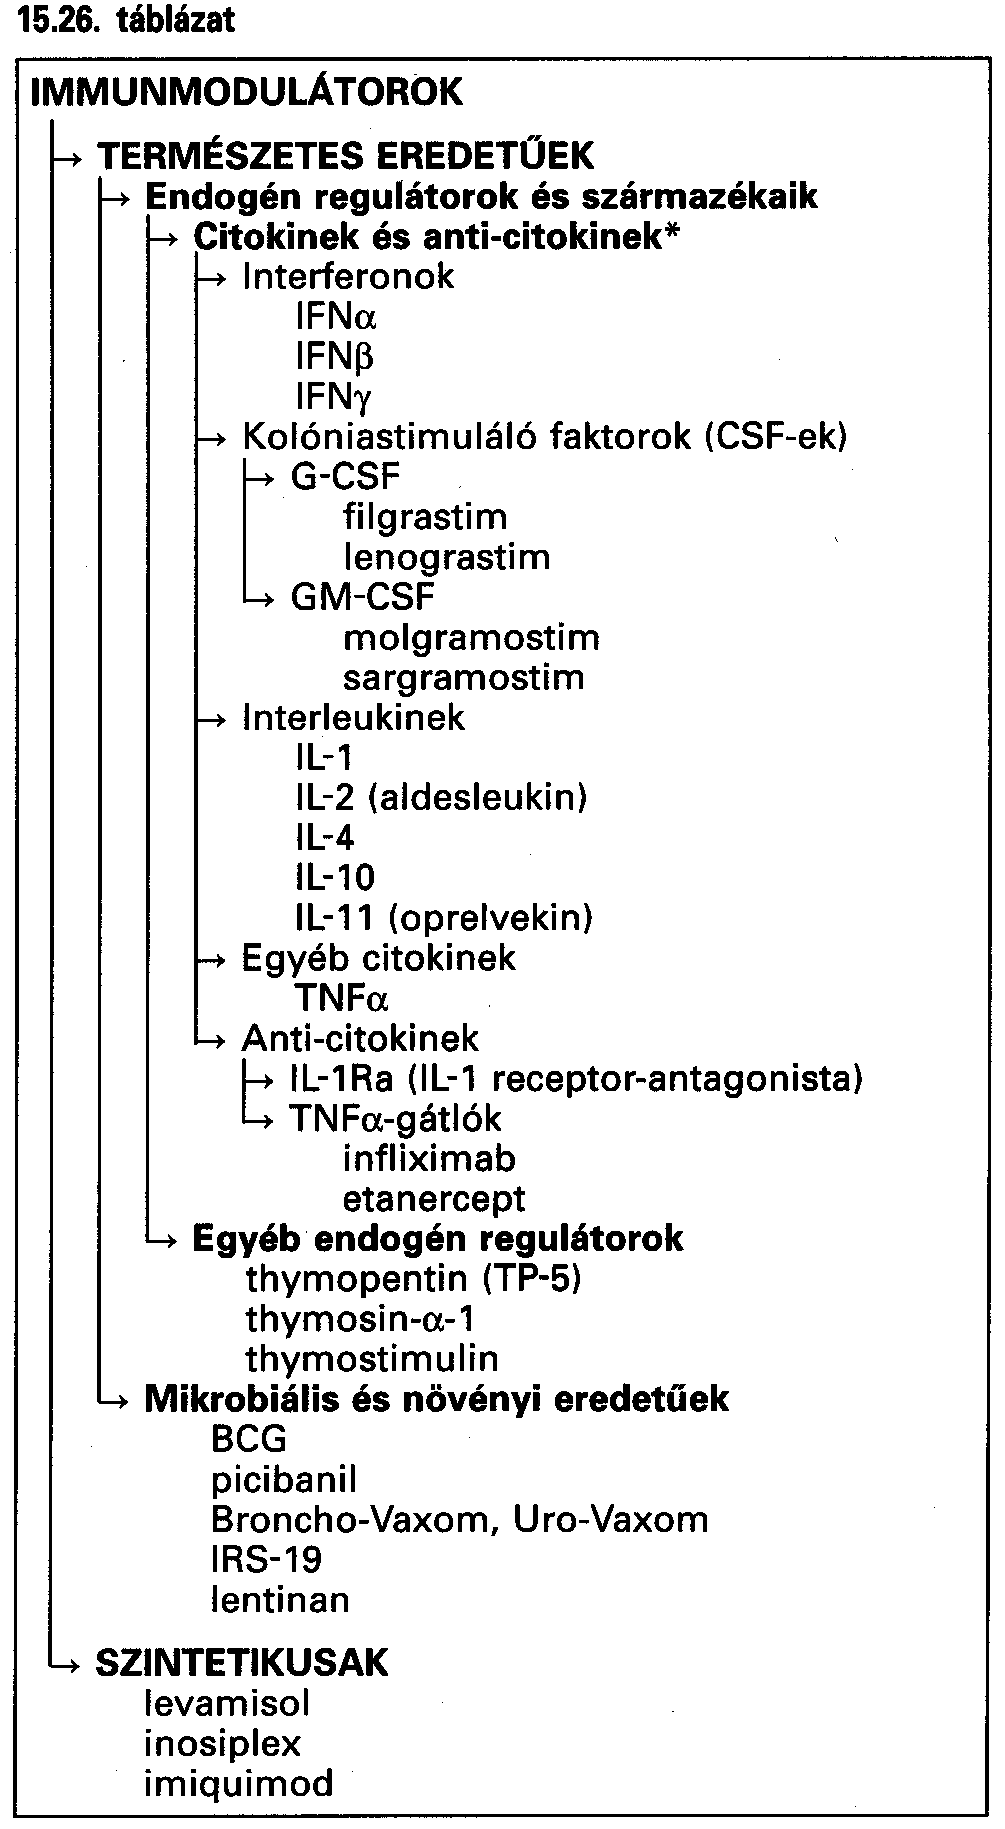 15.26. táblázat
IMMUNMODULÁTOROK
→ TERMÉSZETES EREDETŰEK
→ Endogén regulátorok és származékaik
→ Citokinek és anti-citokinek*
→ Interferonok
IFNα
IFNβ
IFNγ
→ Kolóniastimuláló faktorok (CSF-ek)
→ G-CSF
filgrastim
lenograstim
→ GM-CSF
molgramostim
sargramostim
→ Interleukinek
IL-1
IL-2 (aldesleukin)
IL-4
IL-10
IL-11 (oprelvekin)
→ Egyéb citokinek
TNFα
→ Anti-citokinek
→ IL-1Ra (IL-1 receptor-antagonista)
→ TNFα-gátlók
infliximab
etanercept
→ Egyéb endogén regulátorok
thymopentin (TP-5)
thymosin-α-1
thymostimulin
→ Mikrobiális és növényi eredetűek
BCG
picibanil
Broncho-Vaxom, Uro-Vaxom
IRS-19
lentinan
→ SZINTETIKUSAK
levamisol
inosiplex
imiquimod